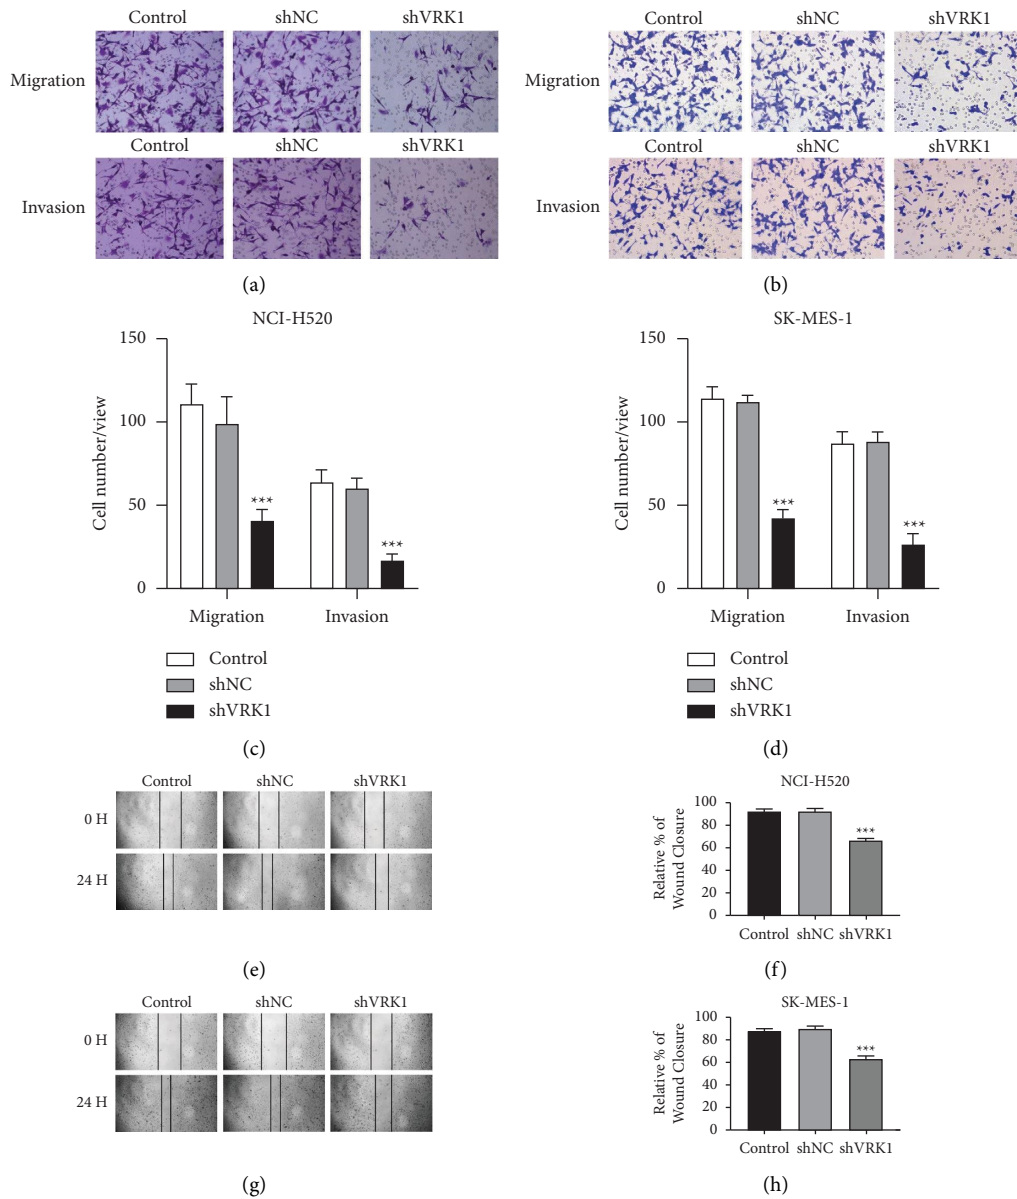 Control shNC shVRK1
Migration
Control shNC shVRK1
Invasion
(a)
Control shNC shVRK1
Migration
Control shNC shVRK1
Invasion
(b)
NCI-H520
150
100
50
0
Cell number/view
*** ***
Migration Invasion
Control
shNC
shVRK1
(c)
SK-MES-1
150
100
50
0
Cell number/view
*** ***
Migration Invasion
Control
shNC
shVRK1
(d)
Control shNC shVRK1
0 H
24 H
(e)
NCI-H520
100
80
60
40
20
0
Relative % of
Wound Closure
***
Control shNC shVRK1
(f)
Control shNC shVRK1
0 H
24 H
(g)
SK-MES-1
100
80
60
40
20
0
Relative % of
Wound Closure
***
Control shNC shVRK1
(h)